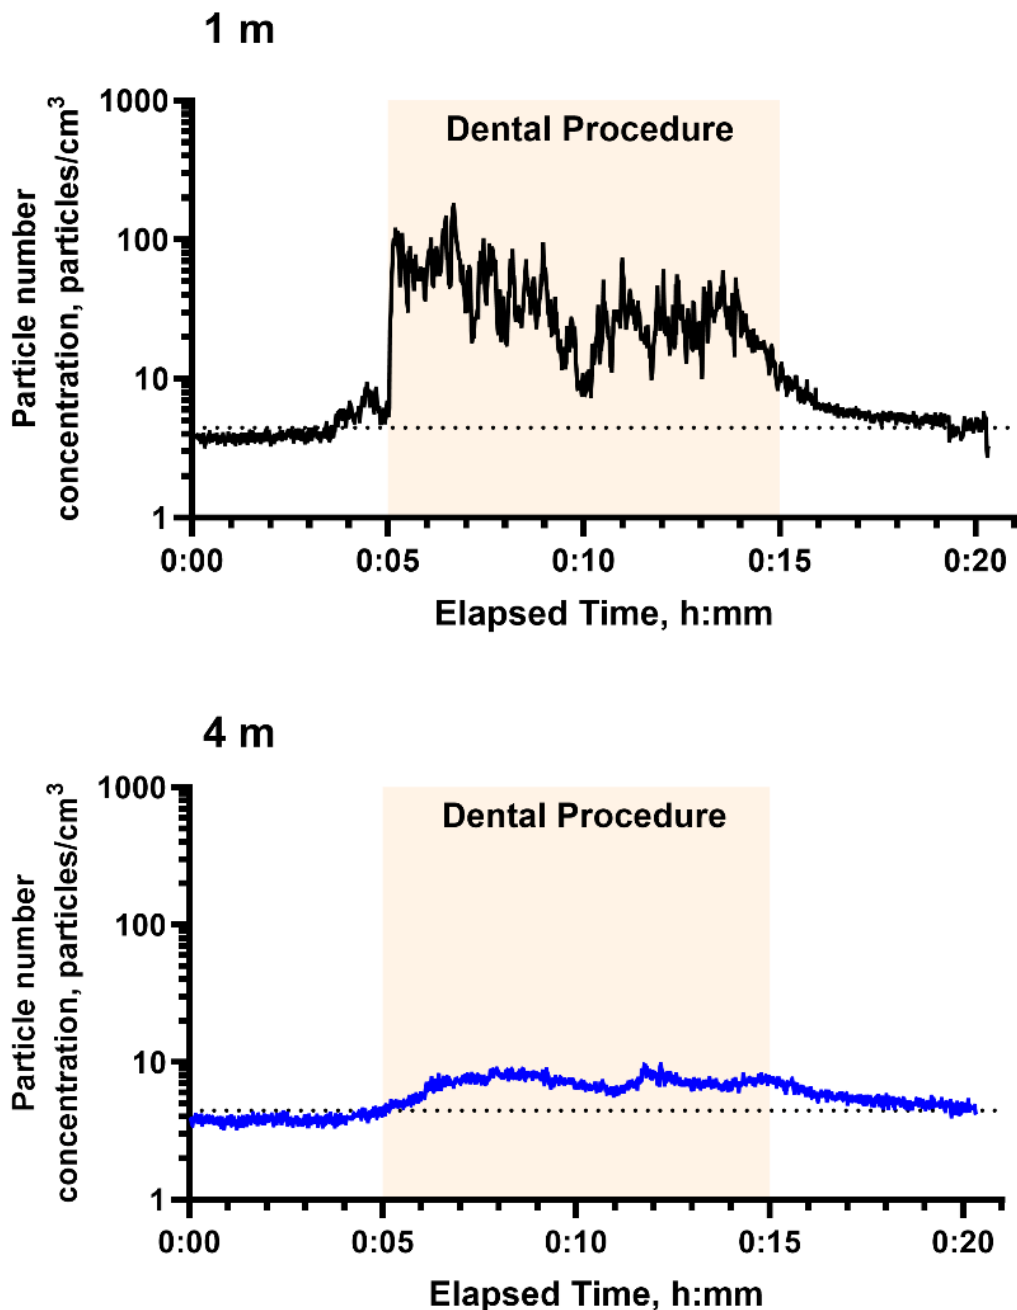 1 m
Particle number
concentration, particles/cm³
1000
100
10
1
Dental Procedure
0:00 0:05 0:10 0:15 0:20
Elapsed Time, h:mm
4 m
Particle number
concentration, particles/cm³
1000
100
10
1
Dental Procedure
0:00 0:05 0:10 0:15 0:20
Elapsed Time, h:mm